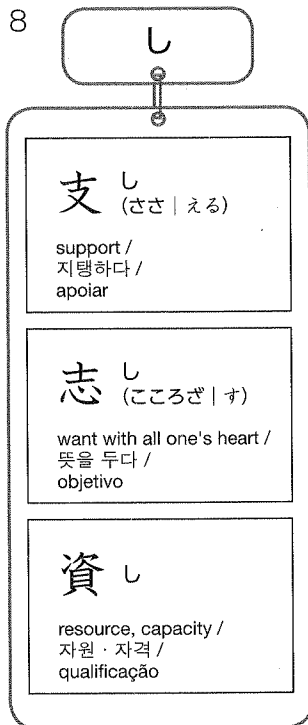 8
し
支 し
(ささ｜える)
support /
지탱하다 /
apoiar
志 し
(こころざ｜す)
want with all one's heart /
뜻을 두다 /
objetivo
資 し
resource, capacity /
자원 · 자격 /
qualificação